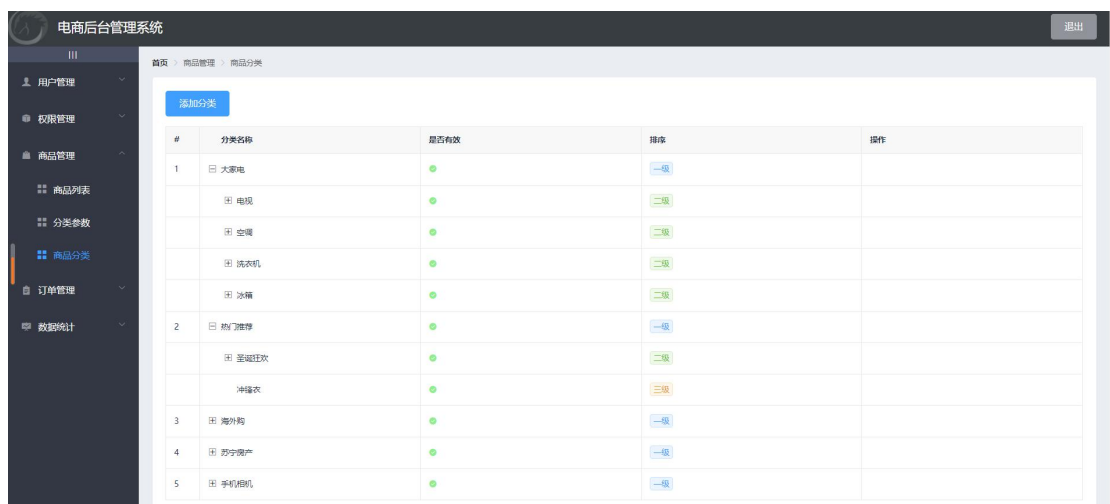 电商后台管理系统
退出
首页 > 商品管理 > 商品分类
用户管理
权限管理
商品管理
商品列表
分类参数
商品分类
订单管理
数据统计
添加分类
# 分类名称 是否有效 排序 操作
1 大家电 一级
电视 二级
空调 二级
洗衣机 二级
冰箱 二级
2 热门推荐 一级
圣诞狂欢 二级
冲锋衣 三级
3 海外购 一级
4 苏宁房产 一级
5 手机相机 一级